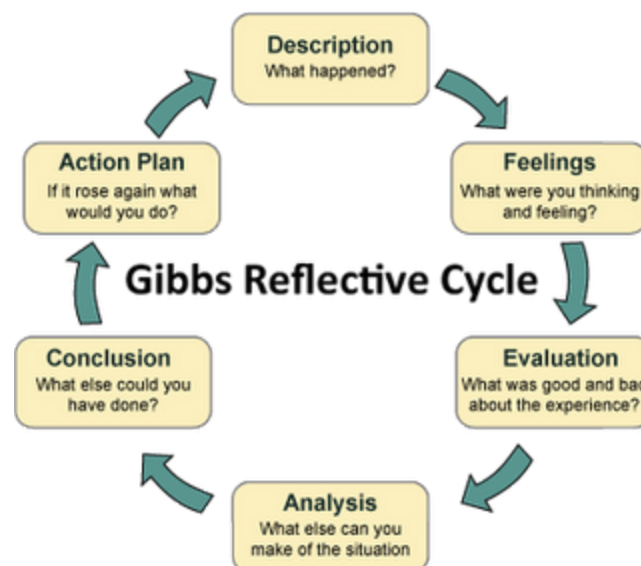 Description
What happened?
Feelings
What were you thinking
and feeling?
Evaluation
What was good and bad
about the experience?
Analysis
What else can you
make of the situation
Conclusion
What else could you
have done?
Action Plan
If it rose again what
would you do?
Gibbs Reflective Cycle